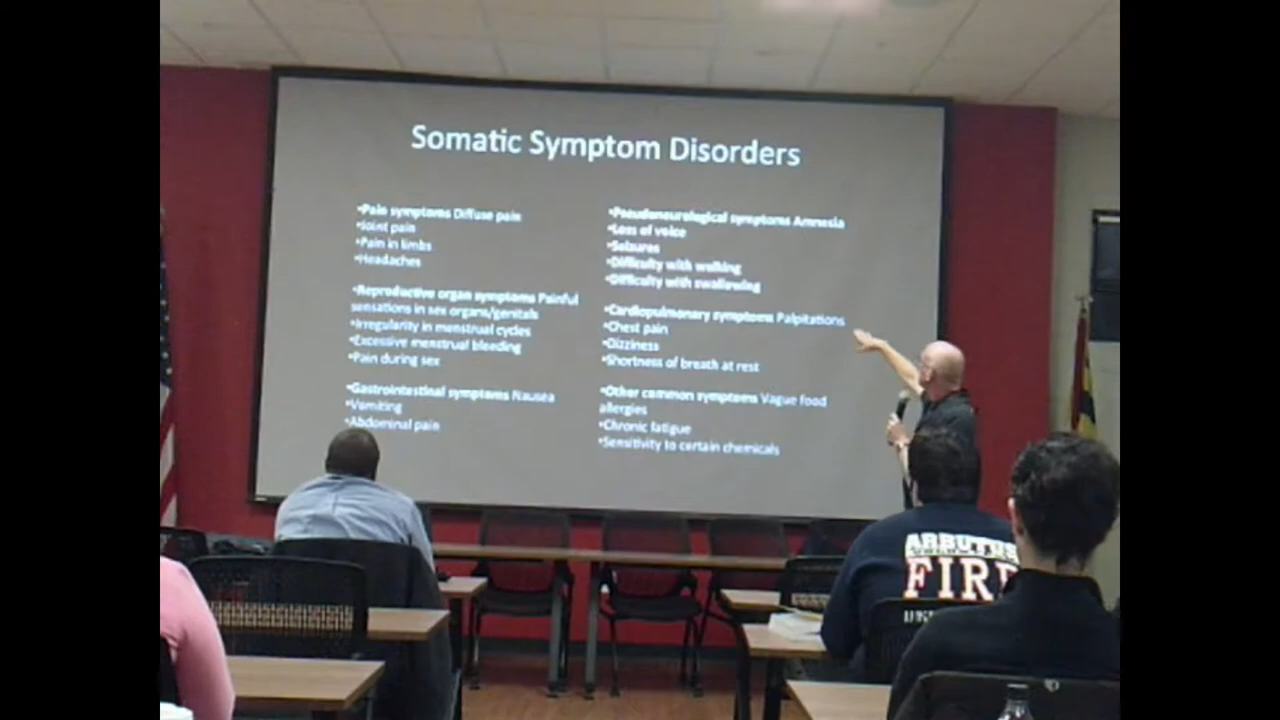 Somatic Symptom Disorders
•Pain symptoms Diffuse pain
•Joint pain
•Pain in limbs
•Headaches
•Reproductive organ symptoms Painful
sensations in sex organs/genitals
•Irregularity in menstrual cycles
•Excessive menstrual bleeding
•Pain during sex
•Gastrointestinal symptoms Nausea
•Vomiting
•Abdominal pain
•Pseudoneurological symptoms Amnesia
•Loss of voice
•Seizures
•Difficulty with walking
•Difficulty with swallowing
•Cardiopulmonary symptoms Palpitations
•Chest pain
•Dizziness
•Shortness of breath at rest
•Other common symptoms Vague food
allergies
•Chronic fatigue
•Sensitivity to certain chemicals
ARBUTUS
FIRE